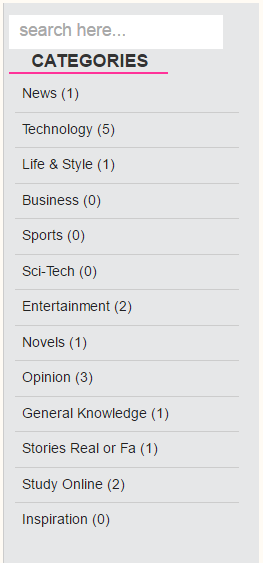 search here...
CATEGORIES
News (1)
Technology (5)
Life & Style (1)
Business (0)
Sports (0)
Sci-Tech (0)
Entertainment (2)
Novels (1)
Opinion (3)
General Knowledge (1)
Stories Real or Fa (1)
Study Online (2)
Inspiration (0)